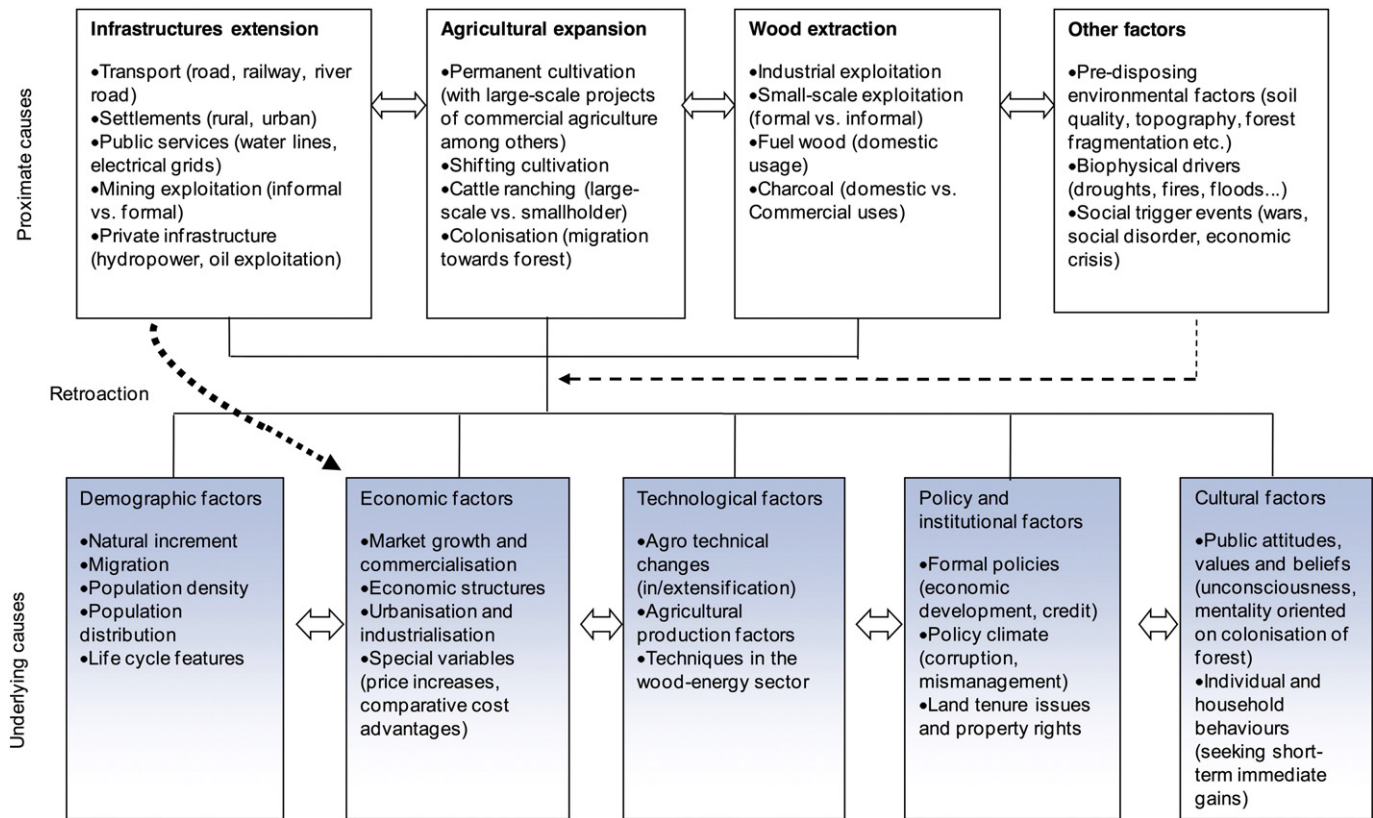 Proximate causes
Infrastructures extension
•Transport (road, railway, river
road)
•Settlements (rural, urban)
•Public services (water lines,
electrical grids)
•Mining exploitation (informal
vs. formal)
•Private infrastructure
(hydropower, oil exploitation)
Agricultural expansion
•Permanent cultivation
(with large-scale projects
of commercial agriculture
among others)
•Shifting cultivation
•Cattle ranching (large-
scale vs. smallholder)
•Colonisation (migration
towards forest)
Wood extraction
•Industrial exploitation
•Small-scale exploitation
(formal vs. informal)
•Fuel wood (domestic
usage)
•Charcoal (domestic vs.
Commercial uses)
Other factors
•Pre-disposing
environmental factors (soil
quality, topography, forest
fragmentation etc.)
•Biophysical drivers
(droughts, fires, floods...)
•Social trigger events (wars,
social disorder, economic
crisis)
Retroaction
Underlying causes
Demographic factors
•Natural increment
•Migration
•Population density
•Population
distribution
•Life cycle features
Economic factors
•Market growth and
commercialisation
•Economic structures
•Urbanisation and
industrialisation
•Special variables
(price increases,
comparative cost
advantages)
Technological factors
•Agro technical
changes
(in/extensification)
•Agricultural
production factors
•Techniques in the
wood-energy sector
Policy and
institutional factors
•Formal policies
(economic
development, credit)
•Policy climate
(corruption,
mismanagement)
•Land tenure issues
and property rights
Cultural factors
•Public attitudes,
values and beliefs
(unconsciousness,
mentality oriented
on colonisation of
forest)
•Individual and
household
behaviours
(seeking short-
term immediate
gains)